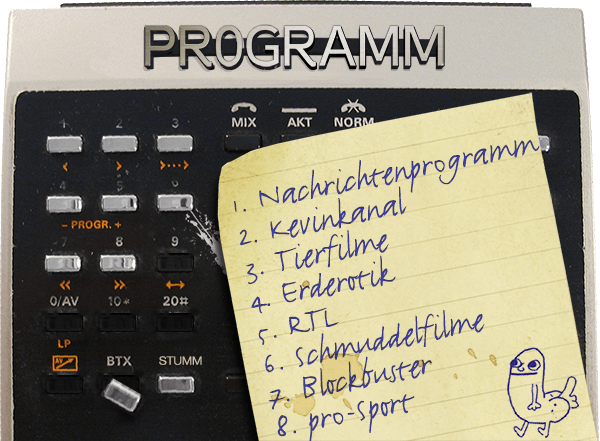 PROGRAMM
1 2 3
MIX AKT NORM
< > >····>
4 5 6
- PROGR. +
7 8 9
<< >> <->
0/AV 10* 20#
LP
AV
BTX STUMM
1. Nachrichtenprogramm
2. Kevinkanal
3. Tierfilme
4. Erderotik
5. RTL
6. Schmuddelfilme
7. Blockbuster
8. pro-Sport